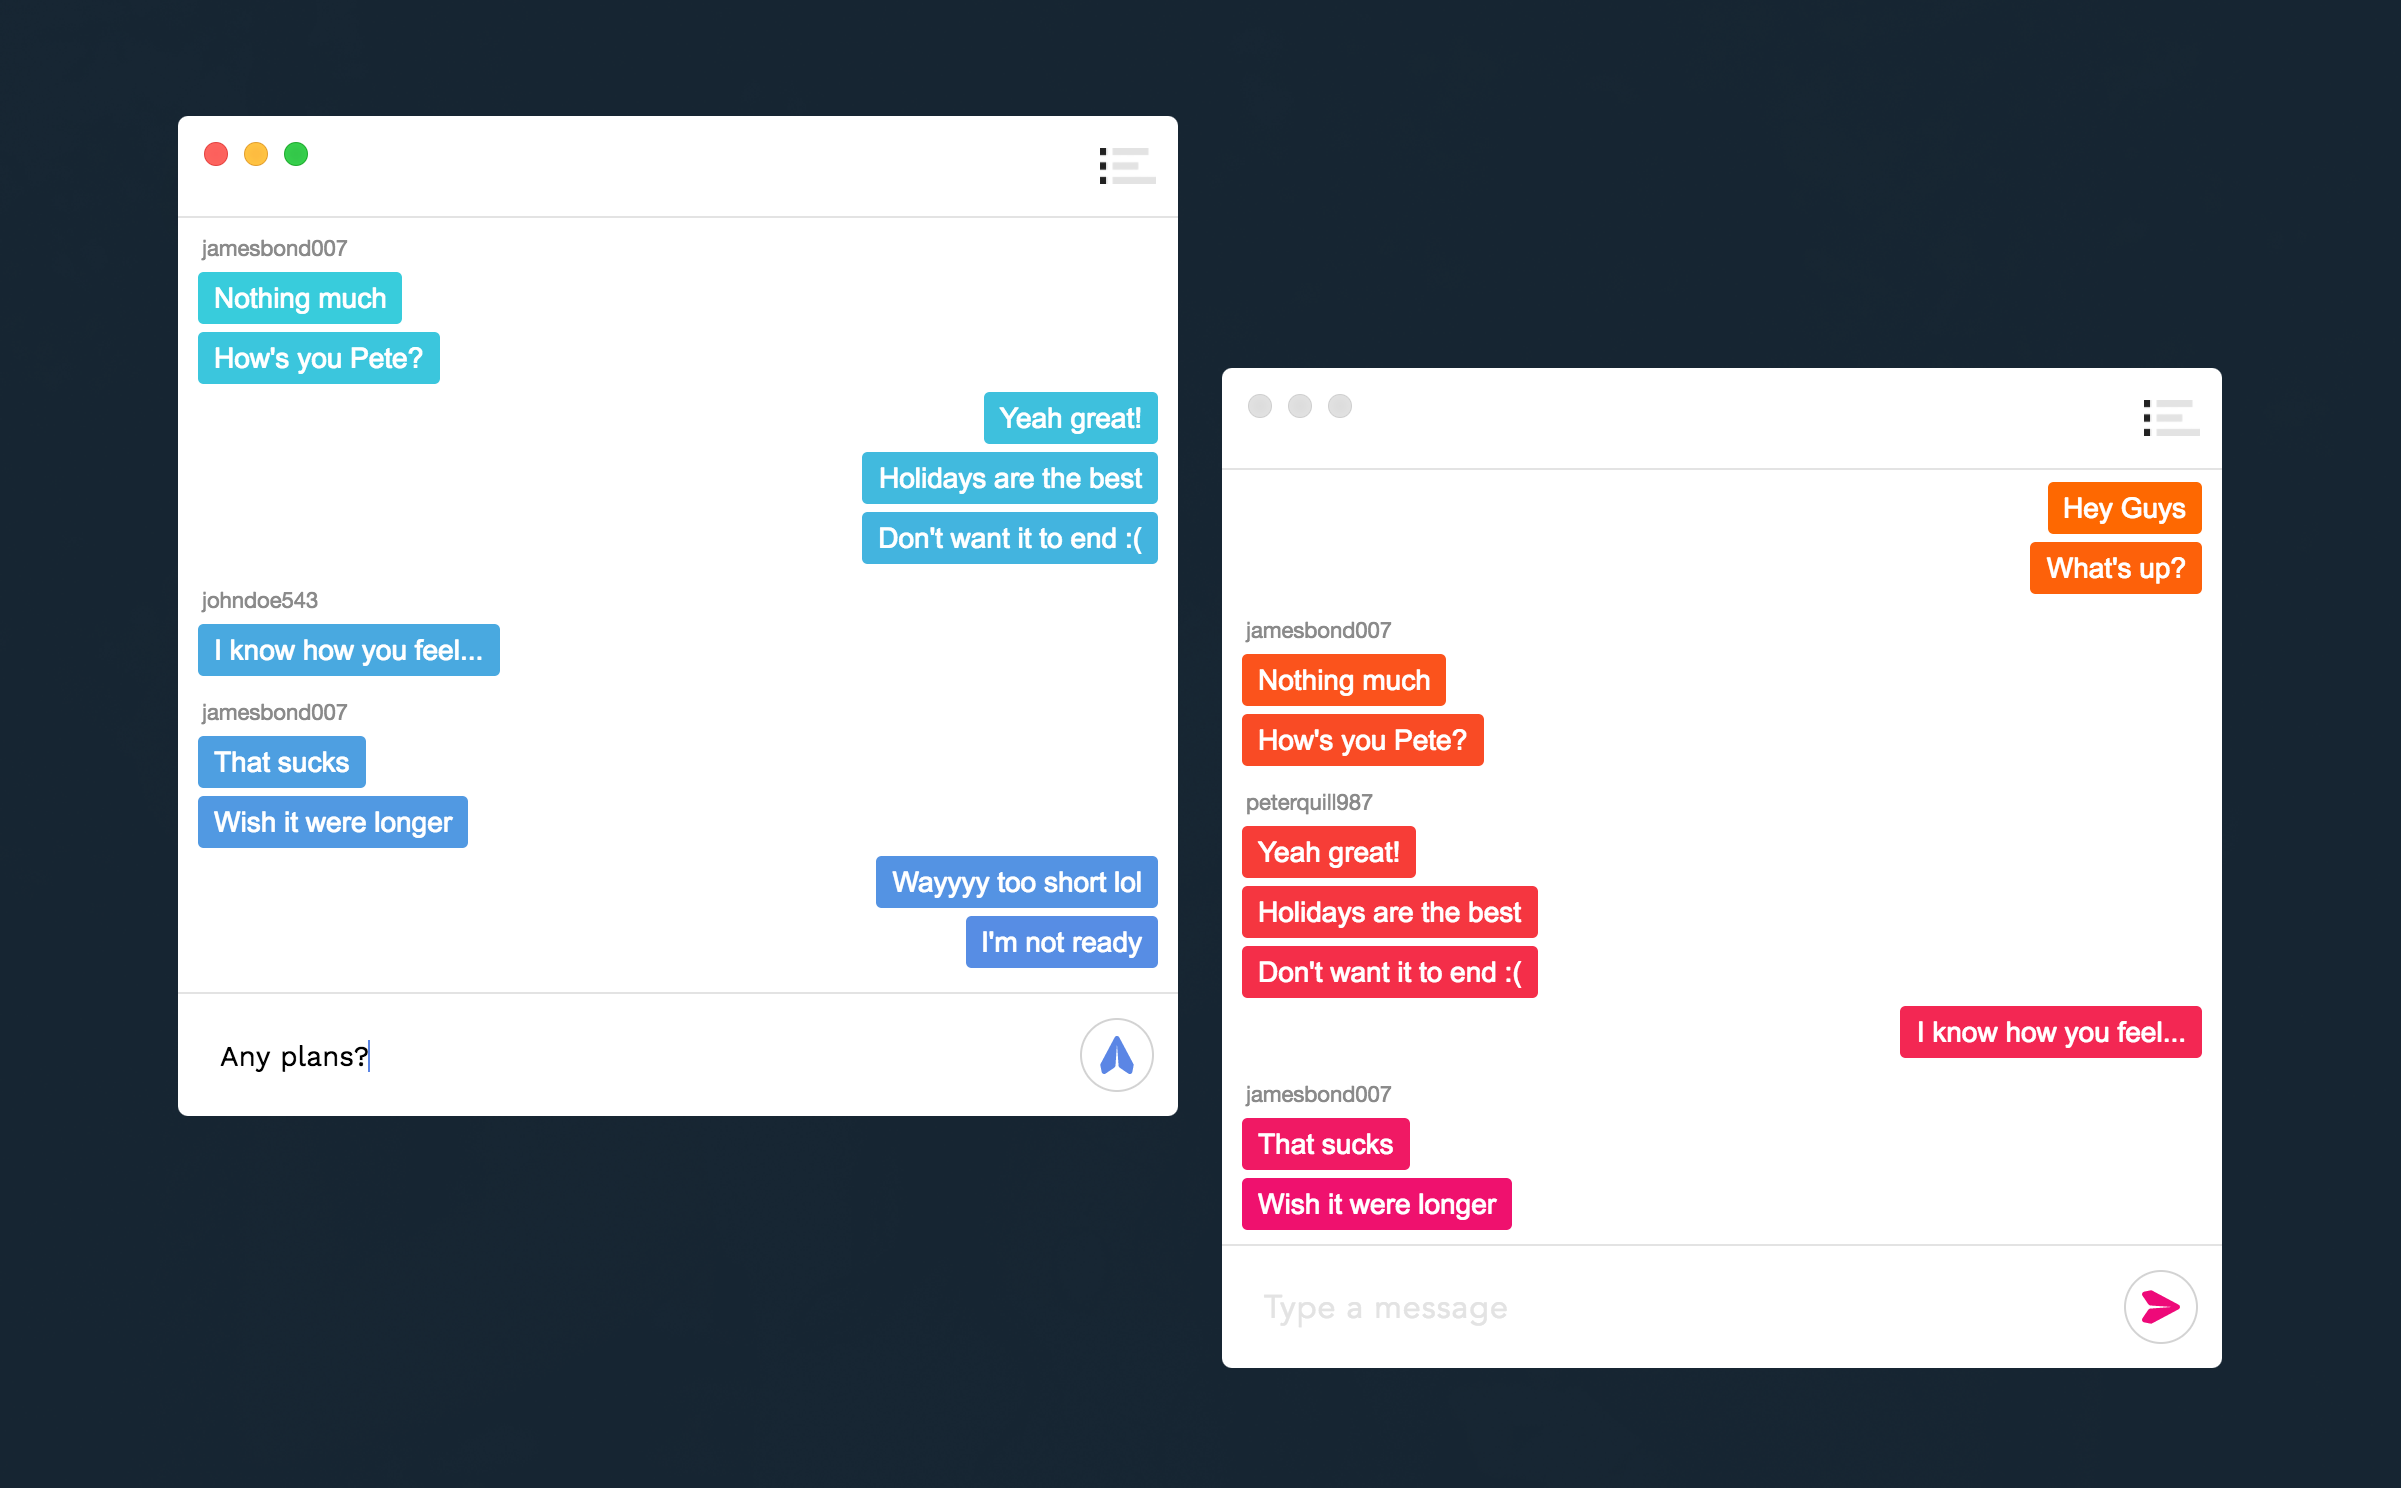 jamesbond007
Nothing much
How's you Pete?
Yeah great!
Holidays are the best
Don't want it to end :(
johndoe543
I know how you feel...
jamesbond007
That sucks
Wish it were longer
Wayyyy too short lol
I'm not ready
Any plans?
Hey Guys
What's up?
jamesbond007
Nothing much
How's you Pete?
peterquill987
Yeah great!
Holidays are the best
Don't want it to end :(
I know how you feel...
jamesbond007
That sucks
Wish it were longer
Type a message